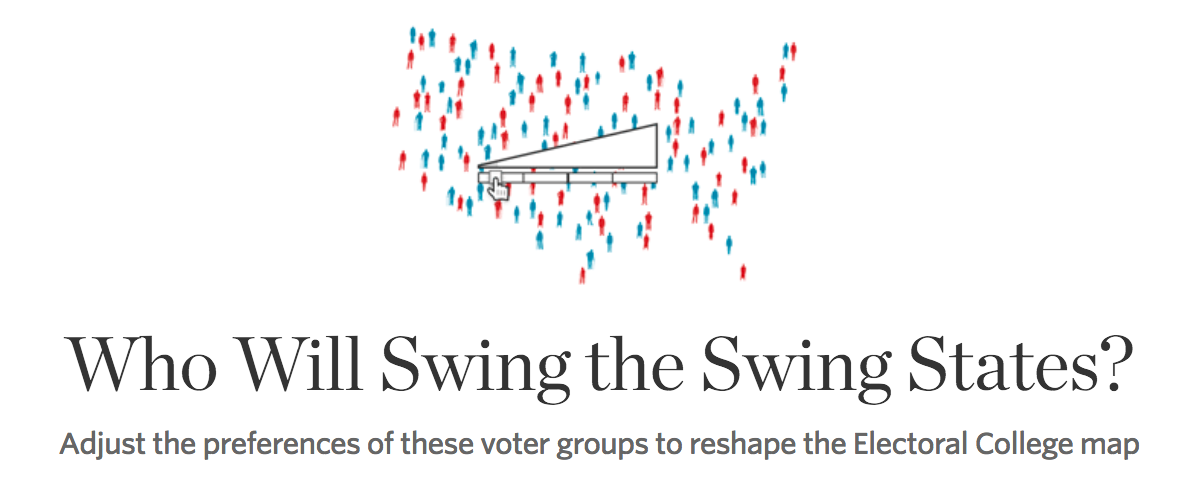 Who Will Swing the Swing States?
Adjust the preferences of these voter groups to reshape the Electoral College map